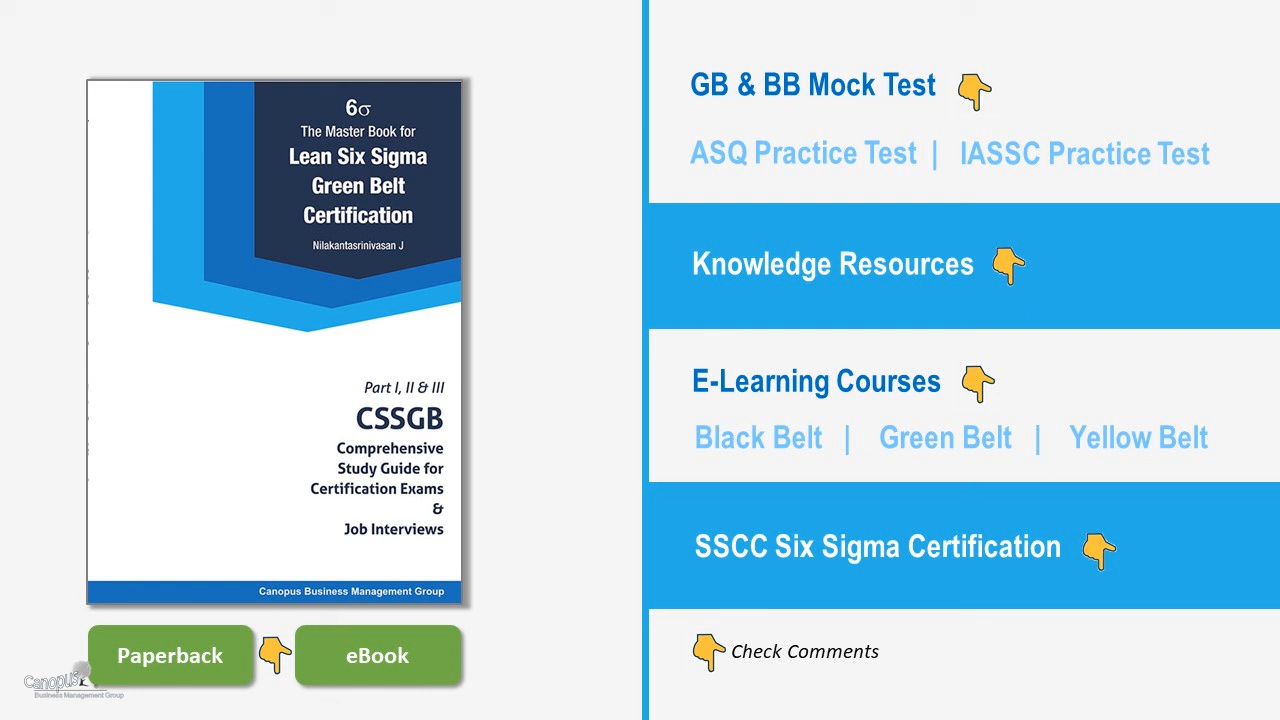 6σ
The Master Book for
Lean Six Sigma
Green Belt
Certification
Nilakantasrinivasan J
Part I, II & III
CSSGB
Comprehensive
Study Guide for
Certification Exams
&
Job Interviews
Canopus Business Management Group
Paperback
eBook
Canopus
Business Management Group
GB & BB Mock Test
ASQ Practice Test | IASSC Practice Test
Knowledge Resources
E-Learning Courses
Black Belt | Green Belt | Yellow Belt
SSCC Six Sigma Certification
Check Comments